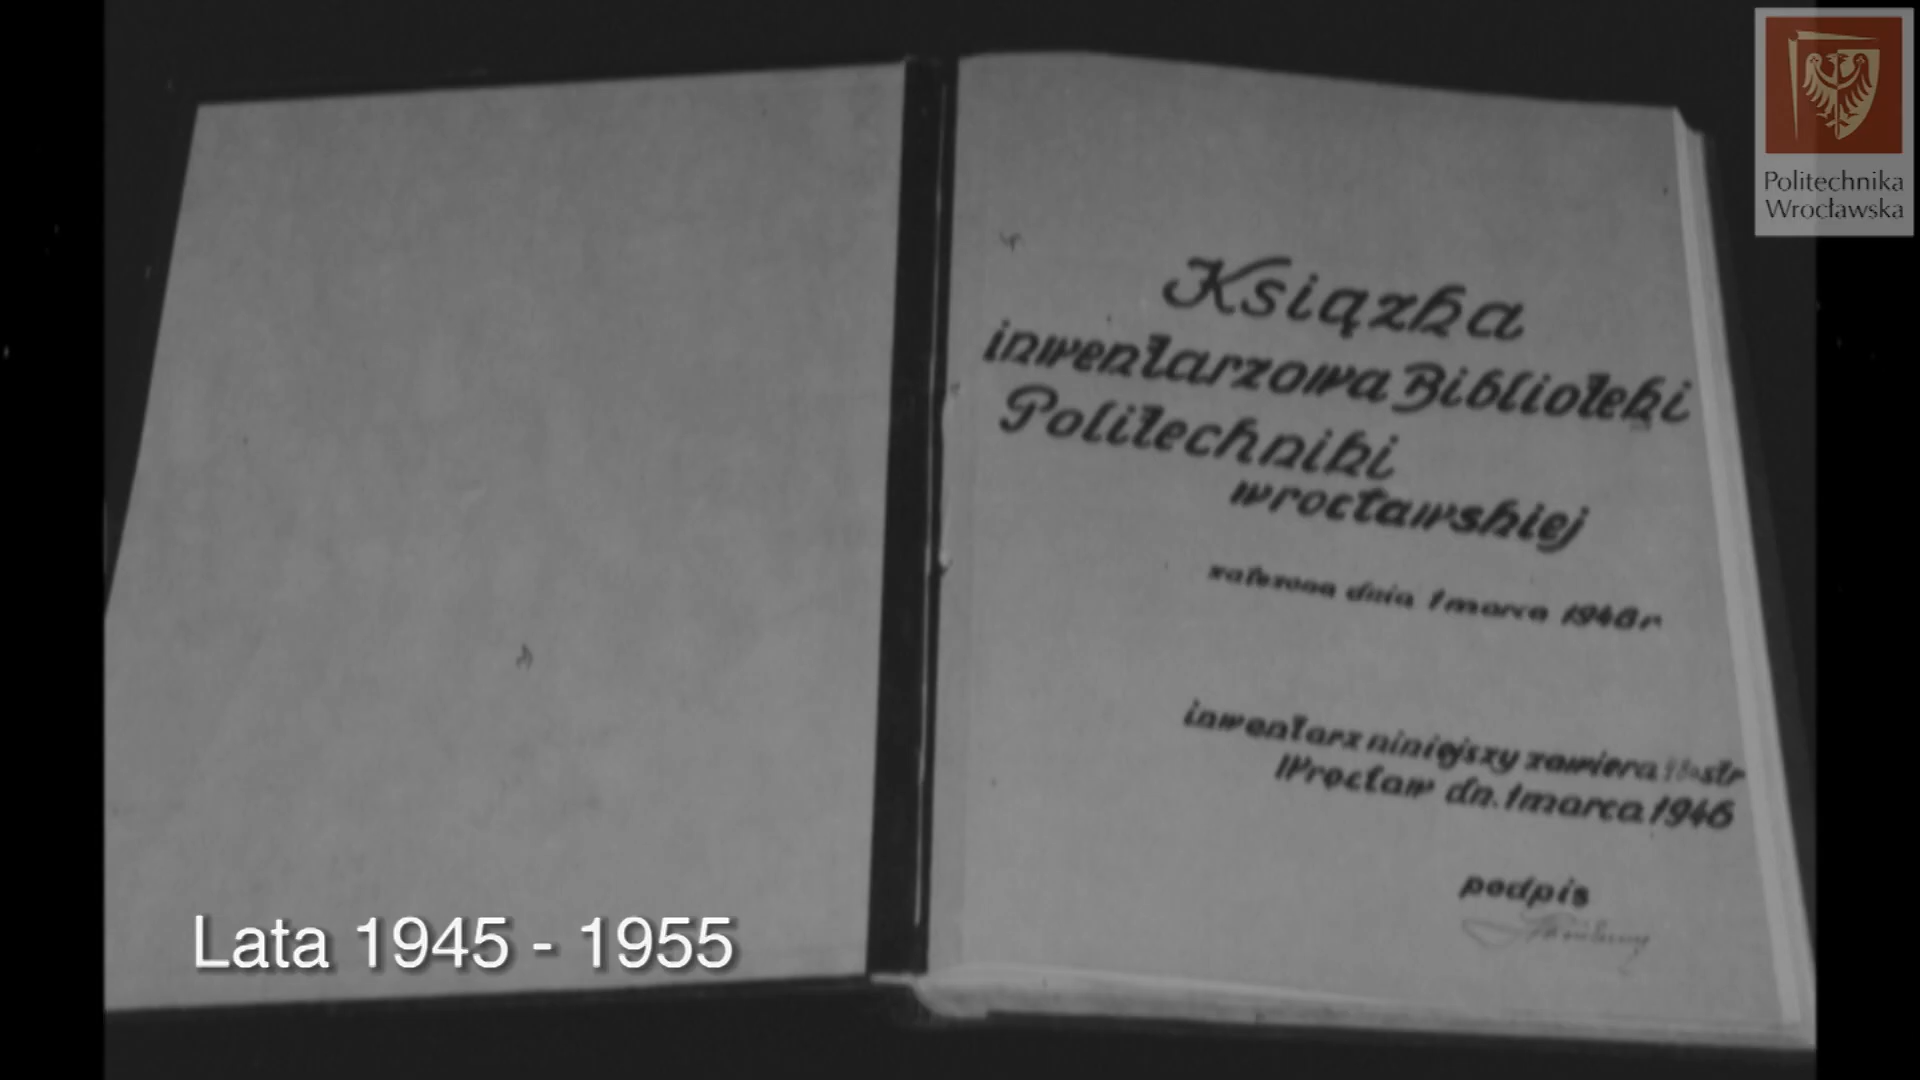 Politechnika
Wrocławska
Książka
inwentarzowa Biblioteki
Politechniki
wrocławskiej
założona dnia 1 marca 1946 r
inwentarz niniejszy zawiera str
Wrocław dn. 1 marca 1946
podpis
Lata 1945 - 1955